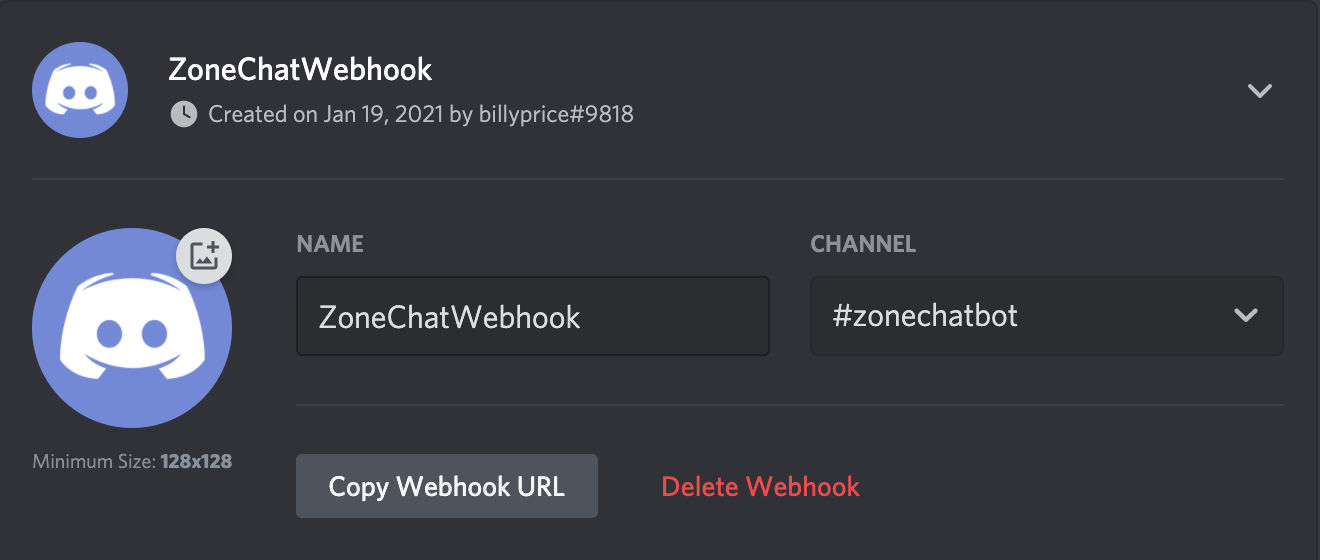 ZoneChatWebhook
Created on Jan 19, 2021 by billyprice#9818
NAME
CHANNEL
ZoneChatWebhook
#zonechatbot
Minimum Size: 128x128
Copy Webhook URL
Delete Webhook